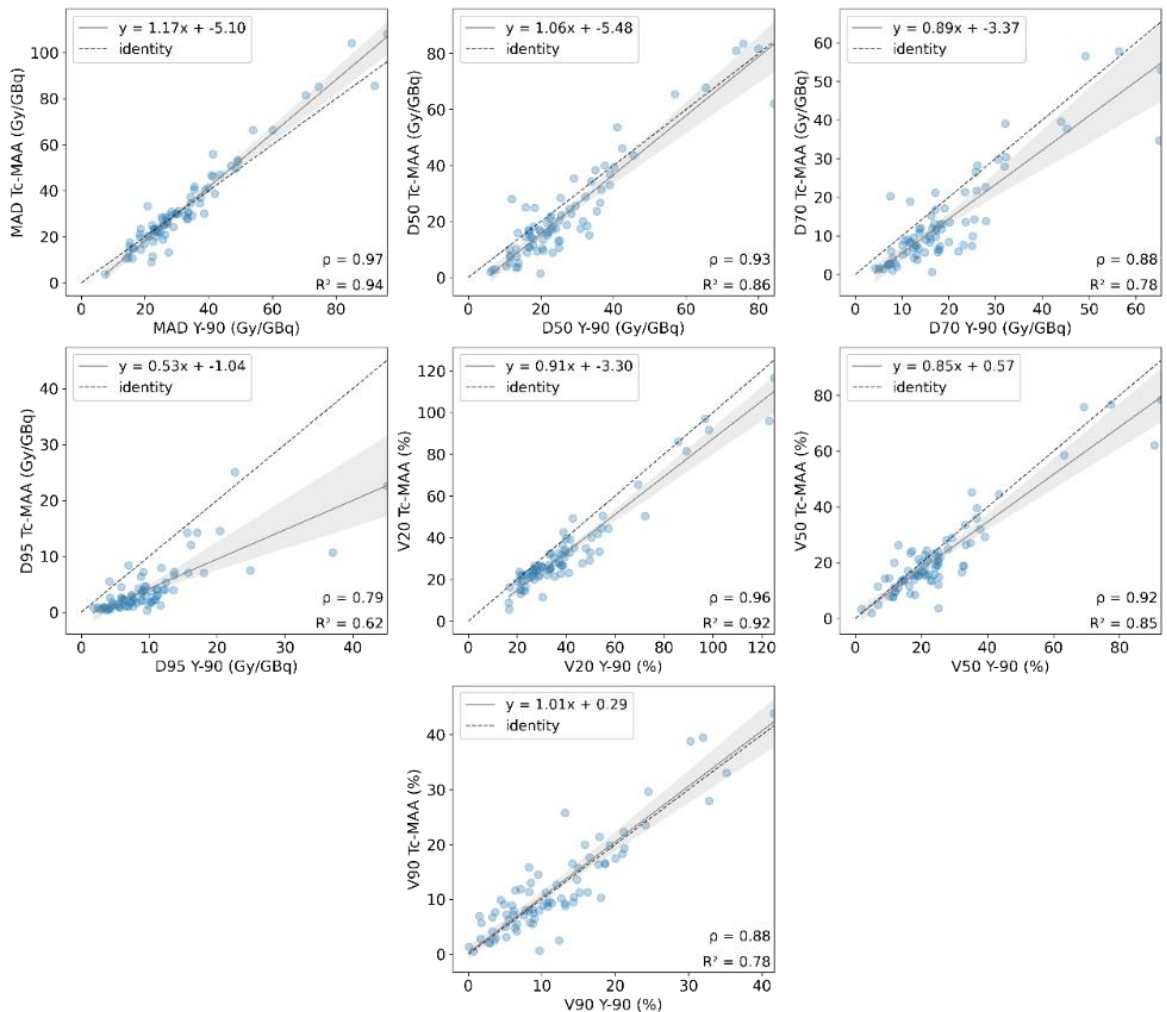 y = 1.17x + -5.10
identity
100
80
60
40
20
0
MAD Tc-MAA (Gy/GBq)
ρ = 0.97
R² = 0.94
0 20 40 60 80
MAD Y-90 (Gy/GBq)
y = 1.06x + -5.48
identity
80
60
40
20
0
D50 Tc-MAA (Gy/GBq)
ρ = 0.93
R² = 0.86
0 20 40 60 80
D50 Y-90 (Gy/GBq)
y = 0.89x + -3.37
identity
60
50
40
30
20
10
0
D70 Tc-MAA (Gy/GBq)
ρ = 0.88
R² = 0.78
0 10 20 30 40 50 60
D70 Y-90 (Gy/GBq)
y = 0.53x + -1.04
identity
40
30
20
10
0
D95 Tc-MAA (Gy/GBq)
ρ = 0.79
R² = 0.62
0 10 20 30 40
D95 Y-90 (Gy/GBq)
y = 0.91x + -3.30
identity
120
100
80
60
40
20
0
V20 Tc-MAA (%)
ρ = 0.96
R² = 0.92
0 20 40 60 80 100 120
V20 Y-90 (%)
y = 0.85x + 0.57
identity
80
60
40
20
0
V50 Tc-MAA (%)
ρ = 0.92
R² = 0.85
0 20 40 60 80
V50 Y-90 (%)
y = 1.01x + 0.29
identity
40
30
20
10
0
V90 Tc-MAA (%)
ρ = 0.88
R² = 0.78
0 10 20 30 40
V90 Y-90 (%)